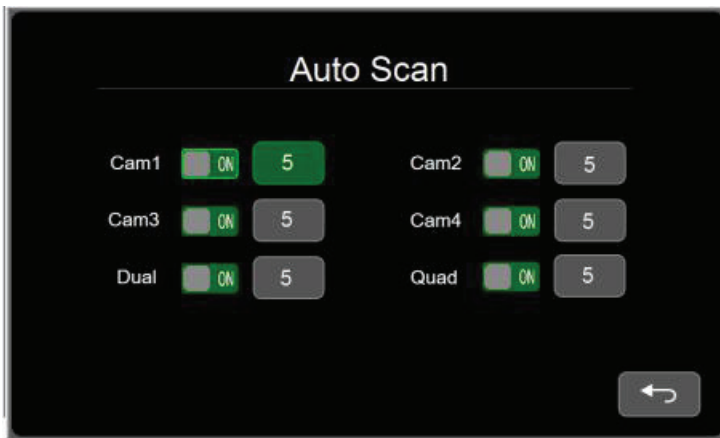 Auto Scan
Cam1 ON 5 Cam2 ON 5
Cam3 ON 5 Cam4 ON 5
Dual ON 5 Quad ON 5